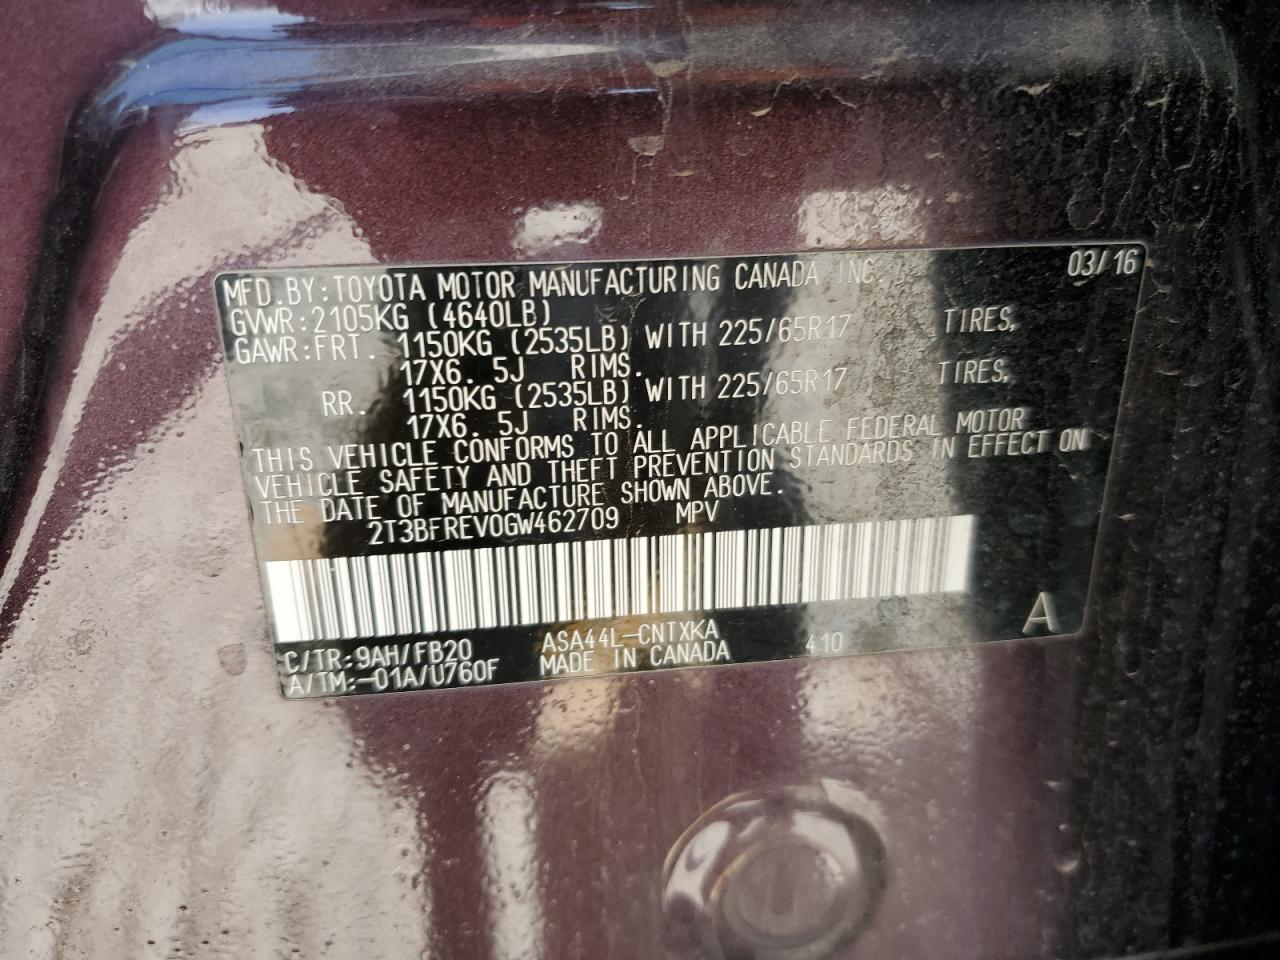 MFD.BY:TOYOTA MOTOR MANUFACTURING CANADA INC. 03/16
GVWR:2105KG (4640LB)
GAWR:FRT. 1150KG (2535LB) WITH 225/65R17 TIRES,
17X6. 5J RIMS.
RR. 1150KG (2535LB) WITH 225/65R17 TIRES,
17X6. 5J RIMS.
THIS VEHICLE CONFORMS TO ALL APPLICABLE FEDERAL MOTOR
VEHICLE SAFETY AND THEFT PREVENTION STANDARDS IN EFFECT ON
THE DATE OF MANUFACTURE SHOWN ABOVE.
2T3BFREV0GW462709 MPV
C/TR:9AH/FB20 ASA44L-CNTXKA 410 A
A/TM:-01A/U760F MADE IN CANADA